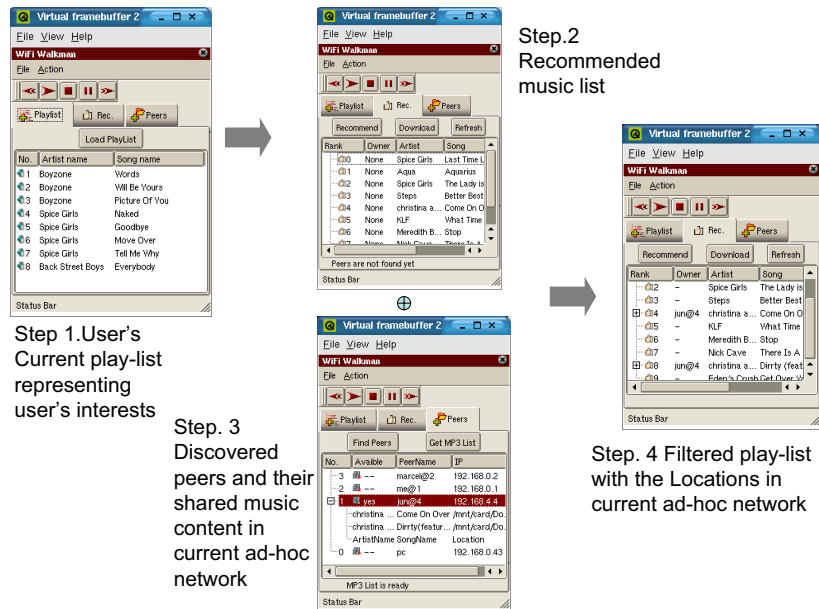 Virtual framebuffer 2
File View Help
WiFi Walkman
File Action
Playlist Rec. Peers
Load PlayList
No. Artist name Song name
1 Boyzone Words
2 Boyzone Will Be Yours
3 Boyzone Picture Of You
4 Spice Girls Naked
5 Spice Girls Goodbye
6 Spice Girls Move Over
7 Spice Girls Tell Me Why
8 Back Street Boys Everybody
Status Bar
Step 1.User's
Current play-list
representing
user's interests
Virtual framebuffer 2
File View Help
WiFi Walkman
File Action
Playlist Rec. Peers
Recommend Download Refresh
Rank Owner Artist Song
0 None Spice Girls Last Time L
1 None Aqua Aquarius
2 None Spice Girls The Lady is
3 None Steps Better Best
4 None christina a... Come On O
5 None KLF What Time
6 None Meredith B... Stop
7 None Nick Cave There Is A
Peers are not found yet
Status Bar
Step.2
Recommended
music list
Step. 3
Discovered
peers and their
shared music
content in
current ad-hoc
network
Virtual framebuffer 2
File View Help
WiFi Walkman
File Action
Playlist Rec. Peers
Find Peers Get MP3 List
No. Avaible PeerName IP
3 -- marcel@2 192.168.0.2
2 -- me@1 192.168.0.1
1 yes jun@4 192.168.4.4
christina ... Come On Over /mnt/card/Do.
christina ... Dirrty(featur... /mnt/card/Do.
ArtistName SongName Location
0 -- pc 192.168.0.43
MP3 List is ready
Status Bar
Virtual framebuffer 2
File View Help
WiFi Walkman
File Action
Playlist Rec. Peers
Recommend Download Refresh
Rank Owner Artist Song
2 – Spice Girls The Lady is
3 – Steps Better Best
4 jun@4 christina a... Come On O
5 – KLF What Time
6 – Meredith B... Stop
7 – Nick Cave There Is A
8 jun@4 christina a... Dirrty (feat
9 – Eden's Crush Get Over Y
Status Bar
Step. 4 Filtered play-list
with the Locations in
current ad-hoc network